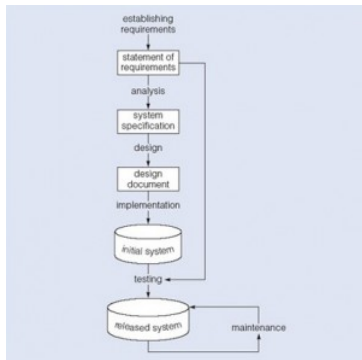 establishing
requirements
statement of
requirements
analysis
system
specification
design
design
document
implementation
initial system
testing
released system
maintenance